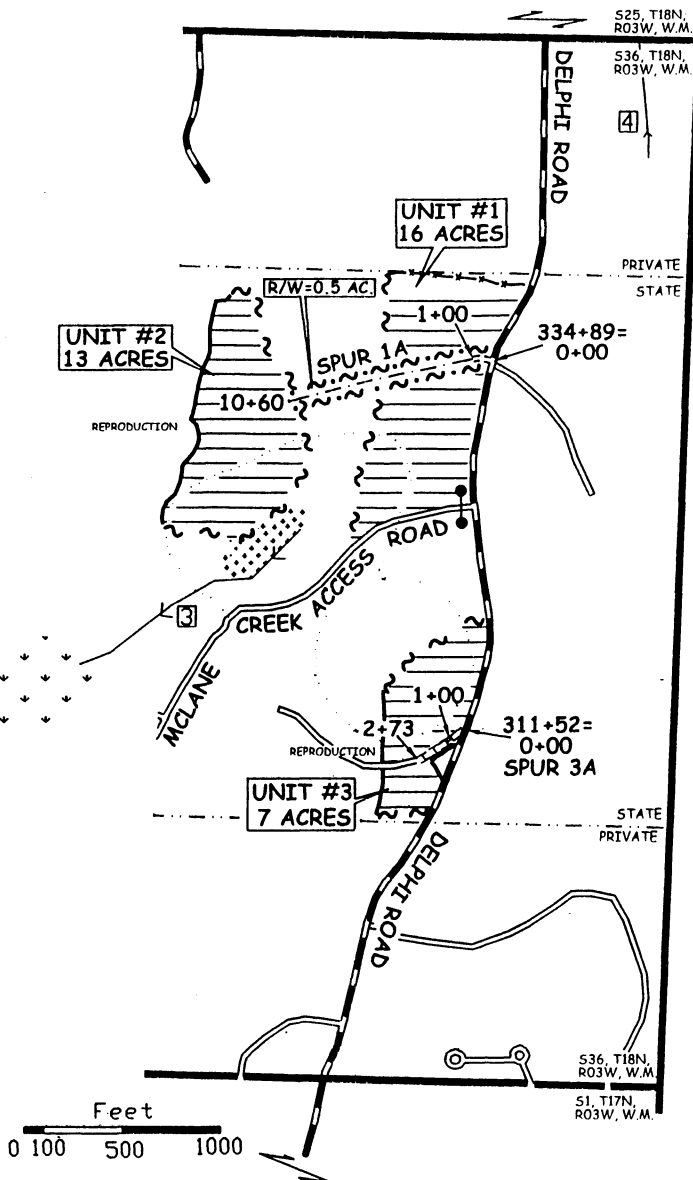 S25, T18N,
R03W, W.M.
S36, T18N,
R03W, W.M.
DELPHI ROAD
4
UNIT #1
16 ACRES
PRIVATE
STATE
R/W=0.5 AC.
1+00
334+89=
0+00
UNIT #2
13 ACRES
SPUR 1A
10+60
REPRODUCTION
MCLANE CREEK ACCESS ROAD
3
1+00
2+73
311+52=
0+00
SPUR 3A
REPRODUCTION
UNIT #3
7 ACRES
STATE
PRIVATE
DELPHI ROAD
S36, T18N,
R03W, W.M.
S1, T17N,
R03W, W.M.
Feet
0 100 500 1000